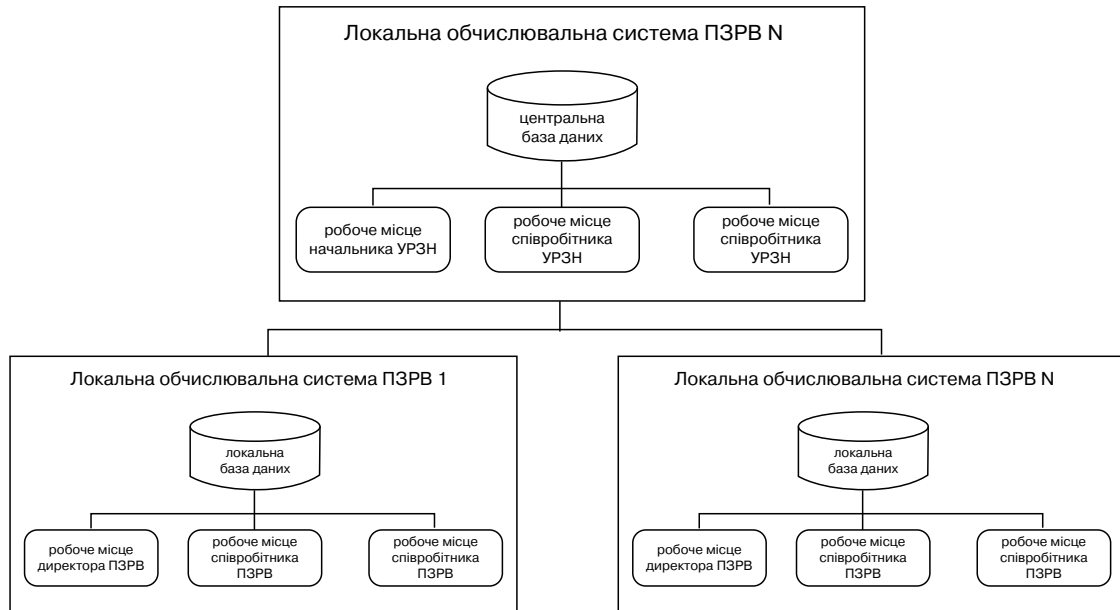 Локальна обчислювальна система ПЗРВ N
центральна
база даних
робоче місце
начальника УРЗН
робоче місце
співробітника
УРЗН
робоче місце
співробітника
УРЗН
Локальна обчислювальна система ПЗРВ 1
локальна
база даних
робоче місце
директора ПЗРВ
робоче місце
співробітника
ПЗРВ
робоче місце
співробітника
ПЗРВ
Локальна обчислювальна система ПЗРВ N
локальна
база даних
робоче місце
директора ПЗРВ
робоче місце
співробітника
ПЗРВ
робоче місце
співробітника
ПЗРВ